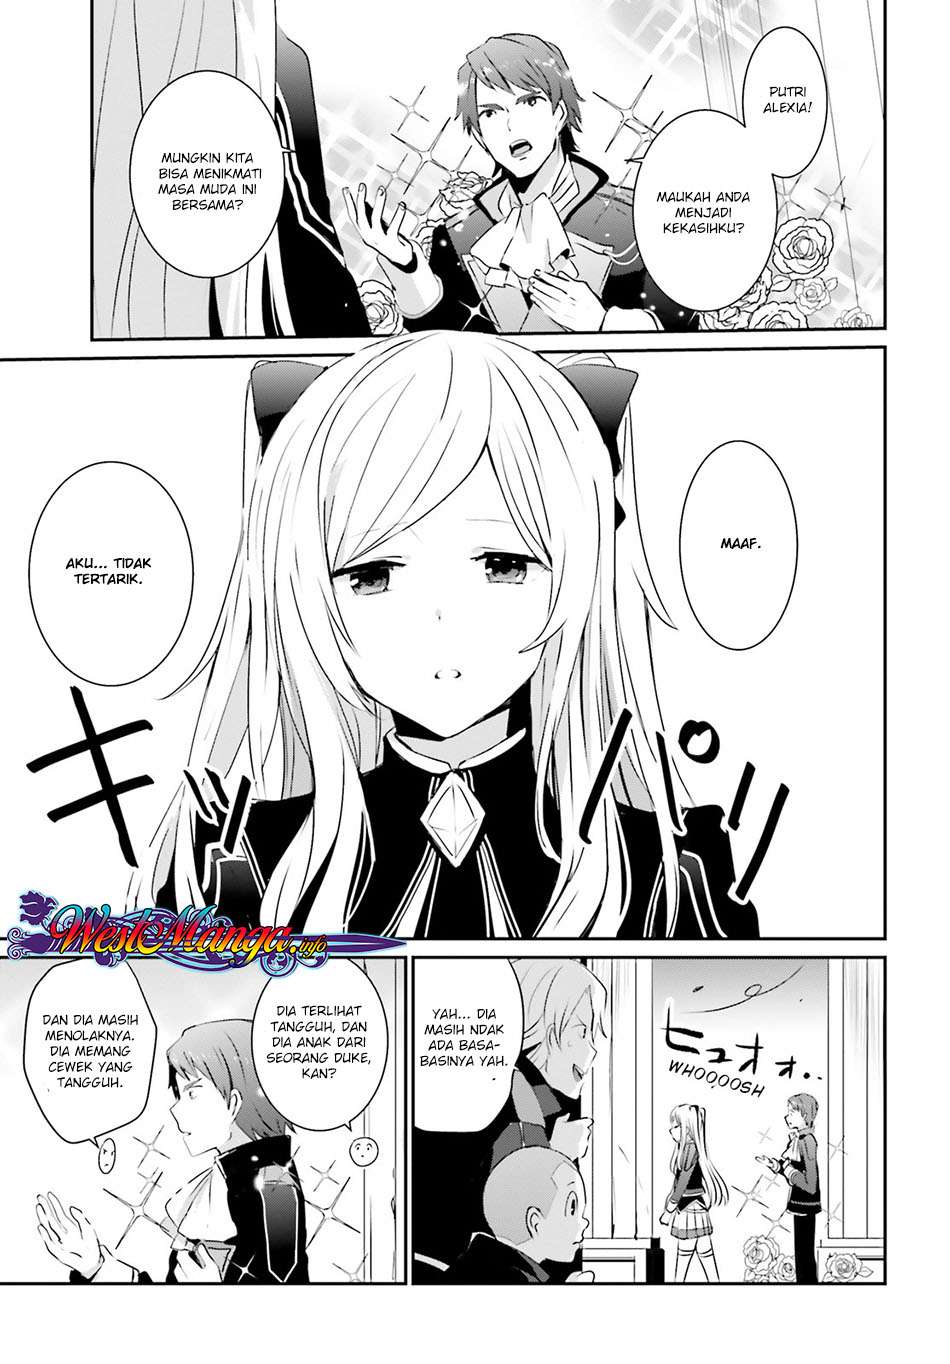 PUTRI
ALEXIA!
MAUKAH ANDA
MENJADI
KEKASIHKU?
MUNGKIN KITA
BISA MENIKMATI
MASA MUDA INI
BERSAMA?
MAAF.
AKU... TIDAK
TERTARIK.
パ
キッ
WestManga.info
YAH... DIA
MASIH NDAK
ADA BASA-
BASINYA YAH.
ヒュオォ..
WHOOOOSH
DIA TERLIHAT
TANGGUH, DAN
DIA ANAK DARI
SEORANG DUKE,
KAN?
DAN DIA MASIH
MENOLAKNYA.
DIA MEMANG
CEWEK YANG
TANGGUH.